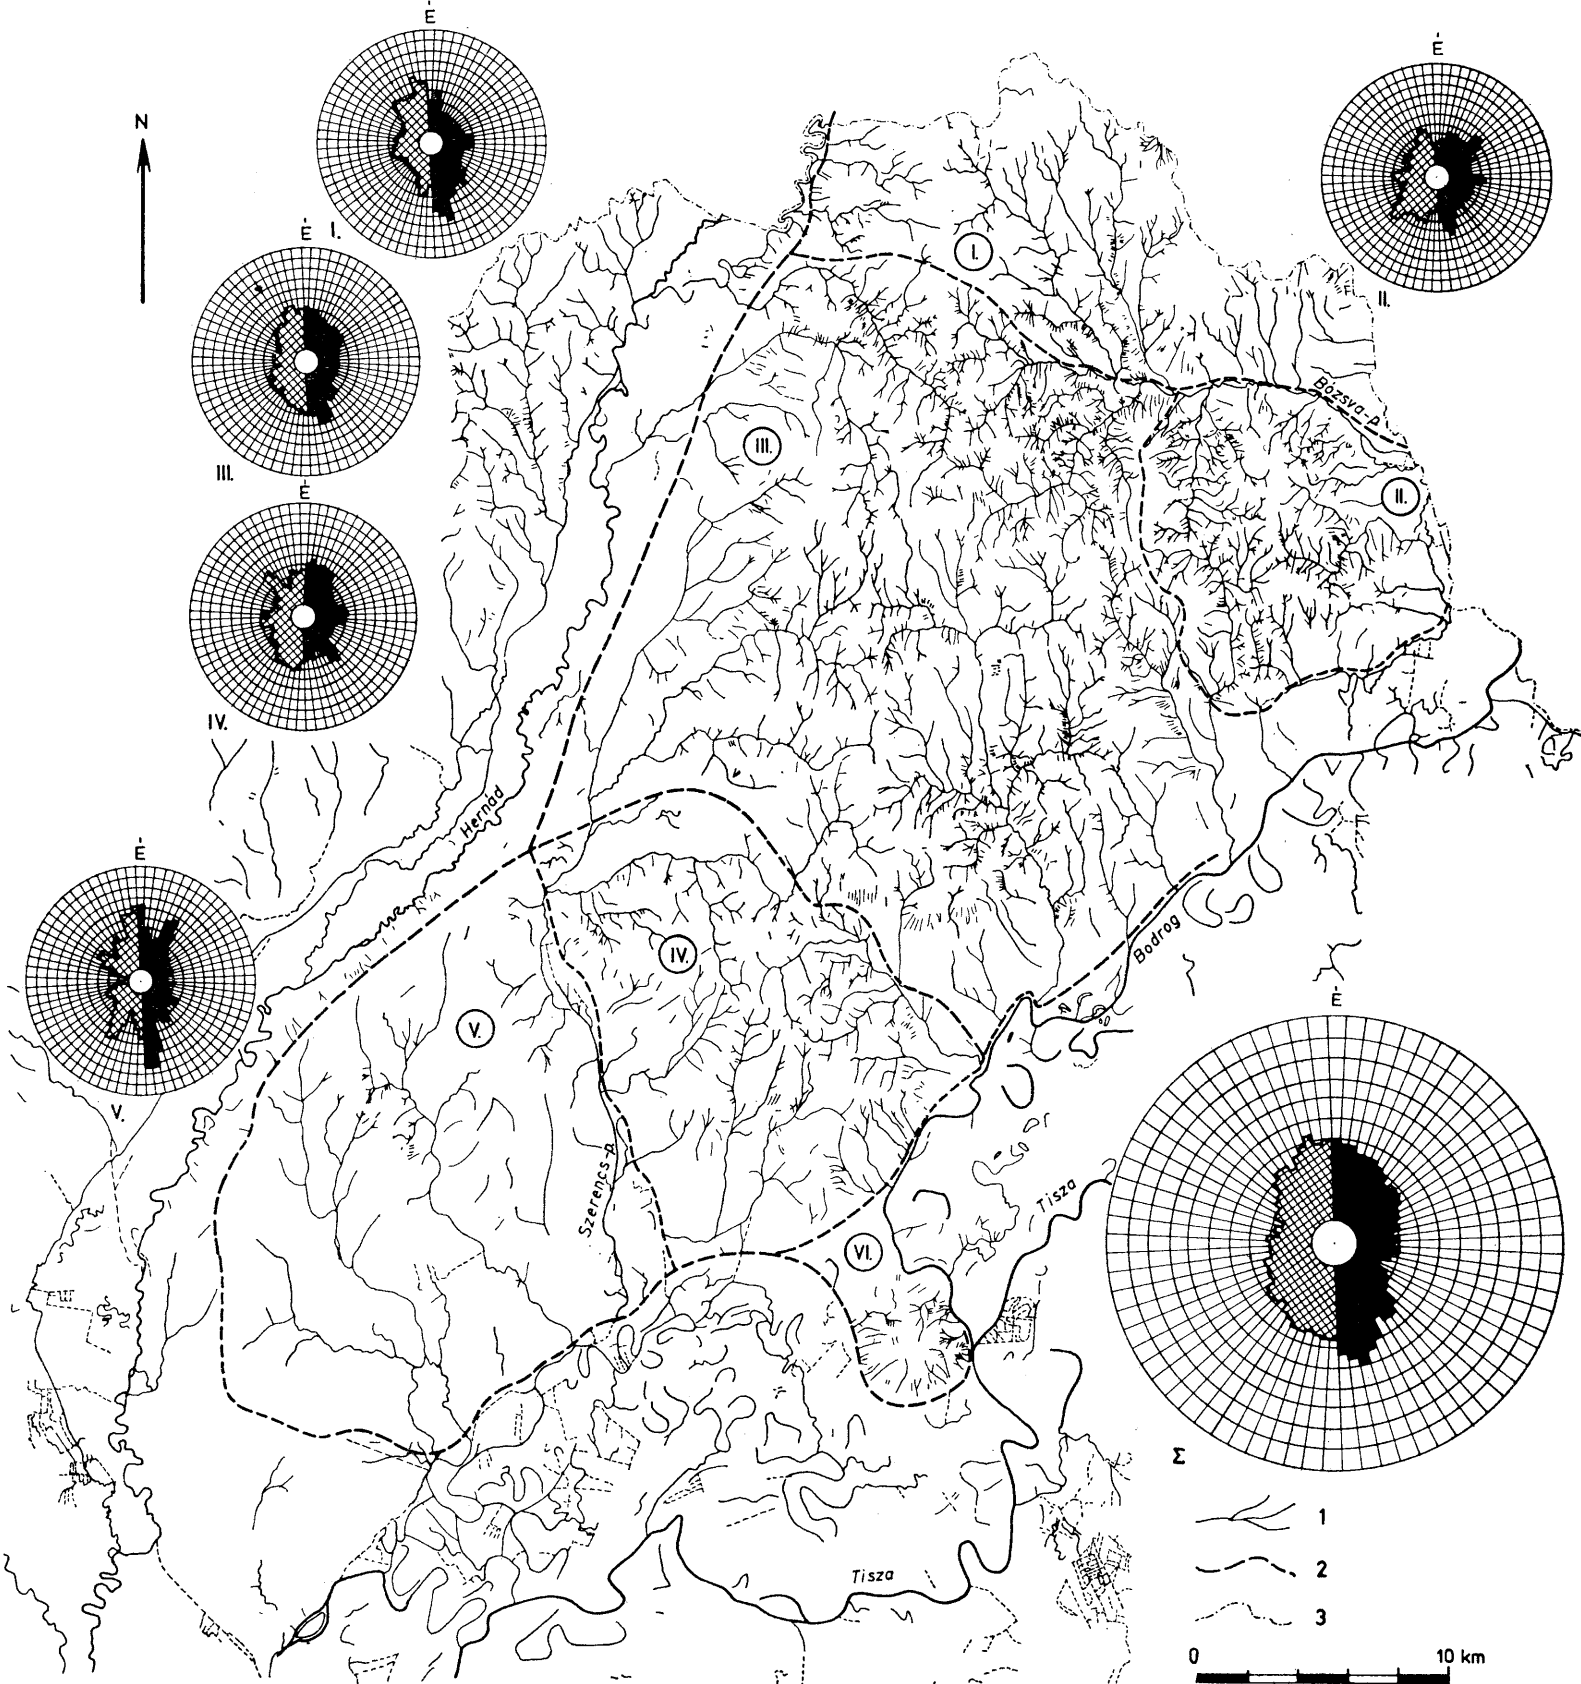 É
I.
É
II.
N
É
III.
É
IV.
É
V.
I.
II.
III.
IV.
V.
VI.
Bózsva-p.
Hernád
Bodrog
Szerencs-p.
Tisza
Tisza
É
Σ
1
2
3
0 10 km